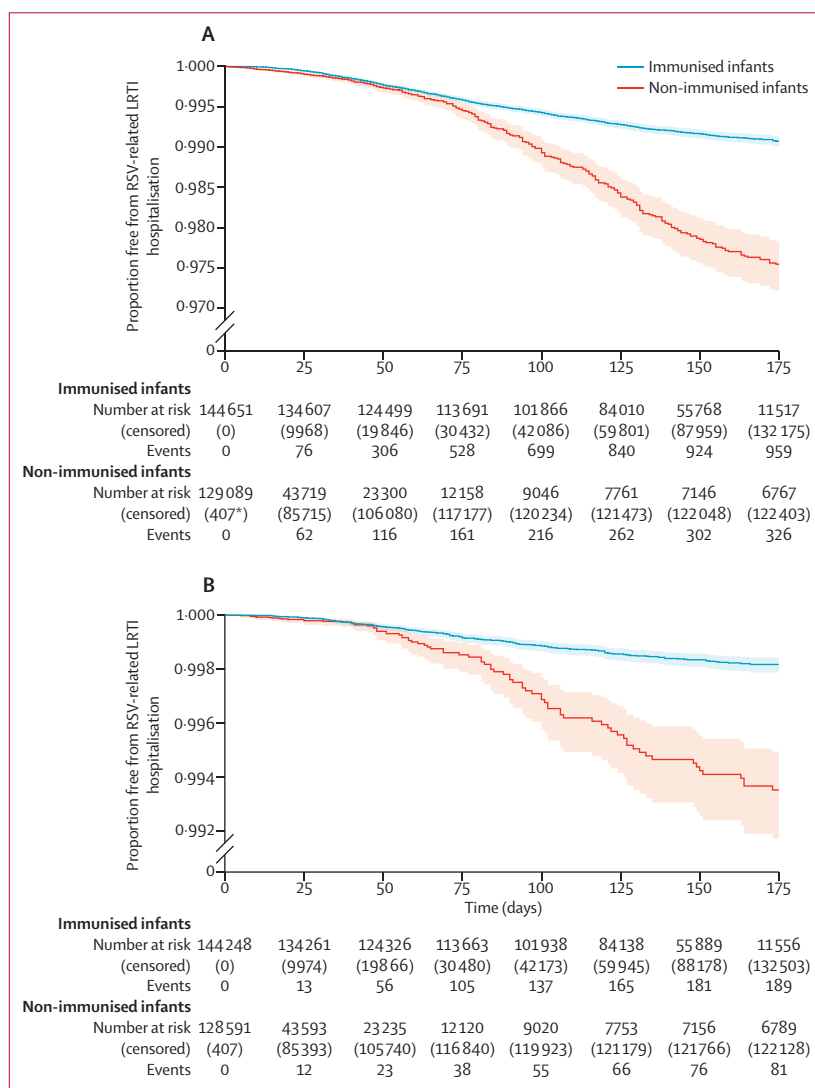 A
1·000
0·995
0·990
0·985
0·980
0·975
0·970
0
Proportion free from RSV-related LRTI
hospitalisation
Immunised infants
Non-immunised infants
0 25 50 75 100 125 150 175
Immunised infants
Number at risk 144 651 134 607 124 499 113 691 101 866 84 010 55 768 11 517
(censored) (0) (9968) (19 846) (30 432) (42 086) (59 801) (87 959) (132 175)
Events 0 76 306 528 699 840 924 959
Non-immunised infants
Number at risk 129 089 43 719 23 300 12 158 9046 7761 7146 6767
(censored) (407*) (85 715) (106 080) (117 177) (120 234) (121 473) (122 048) (122 403)
Events 0 62 116 161 216 262 302 326
B
1·000
0·998
0·996
0·994
0·992
0
Proportion free from RSV-related LRTI
hospitalisation
0 25 50 75 100 125 150 175
Time (days)
Immunised infants
Number at risk 144 248 134 261 124 326 113 663 101 938 84 138 55 889 11 556
(censored) (0) (9974) (19 866) (30 480) (42 173) (59 945) (88 178) (132 503)
Events 0 13 56 105 137 165 181 189
Non-immunised infants
Number at risk 128 591 43 593 23 235 12 120 9020 7753 7156 6789
(censored) (407) (85 393) (105 740) (116 840) (119 923) (121 179) (121 766) (122 128)
Events 0 12 23 38 55 66 76 81